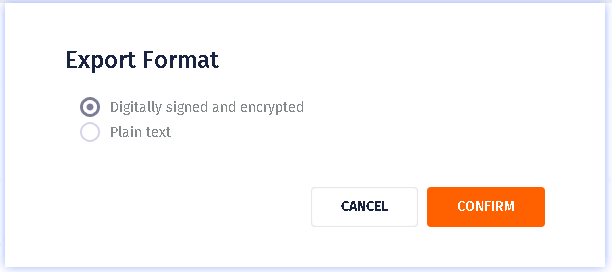 Export Format
Digitally signed and encrypted
Plain text
CANCEL CONFIRM